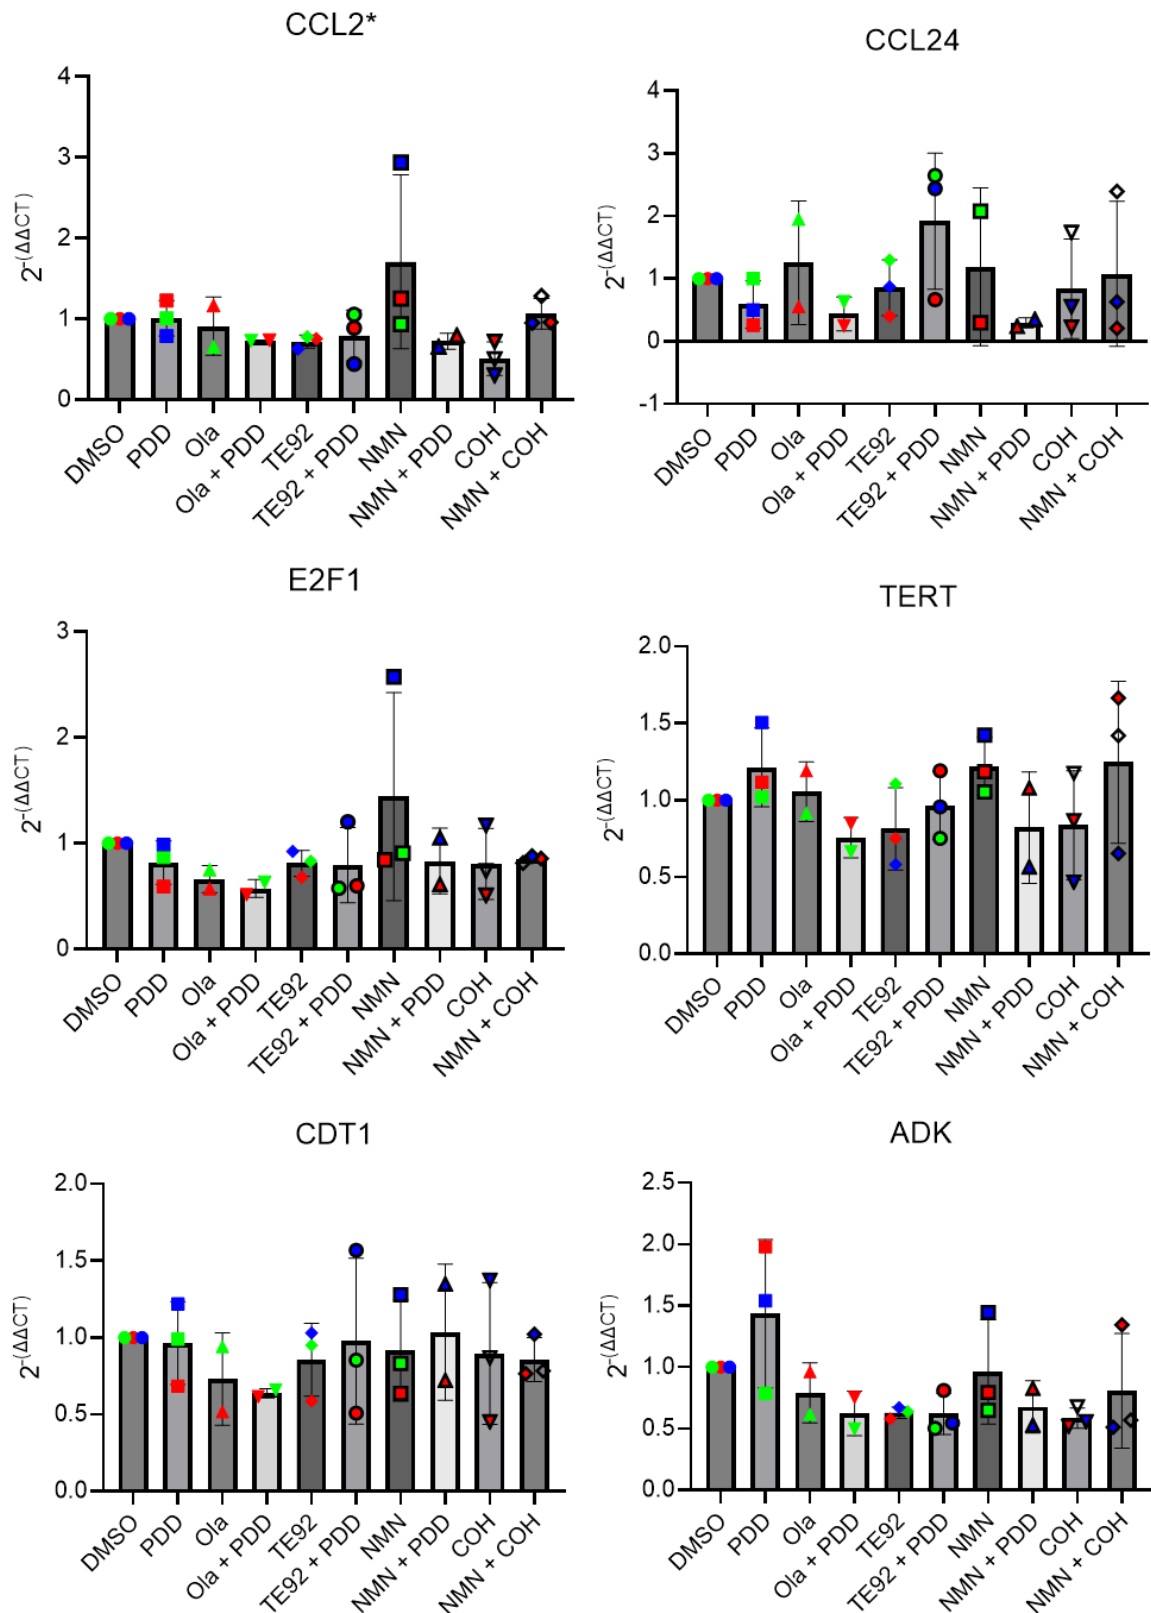 CCL2*
2^-(ΔΔCT)
4
3
2
1
0
DMSO
PDD
Ola
Ola + PDD
TE92
TE92 + PDD
NMN
NMN + PDD
COH
NMN + COH
CCL24
2^-(ΔΔCT)
4
3
2
1
0
-1
DMSO
PDD
Ola
Ola + PDD
TE92
TE92 + PDD
NMN
NMN + PDD
COH
NMN + COH
E2F1
2^-(ΔΔCT)
3
2
1
0
DMSO
PDD
Ola
Ola + PDD
TE92
TE92 + PDD
NMN
NMN + PDD
COH
NMN + COH
TERT
2^-(ΔΔCT)
2.0
1.5
1.0
0.5
0.0
DMSO
PDD
Ola
Ola + PDD
TE92
TE92 + PDD
NMN
NMN + PDD
COH
NMN + COH
CDT1
2^-(ΔΔCT)
2.0
1.5
1.0
0.5
0.0
DMSO
PDD
Ola
Ola + PDD
TE92
TE92 + PDD
NMN
NMN + PDD
COH
NMN + COH
ADK
2^-(ΔΔCT)
2.5
2.0
1.5
1.0
0.5
0.0
DMSO
PDD
Ola
Ola + PDD
TE92
TE92 + PDD
NMN
NMN + PDD
COH
NMN + COH